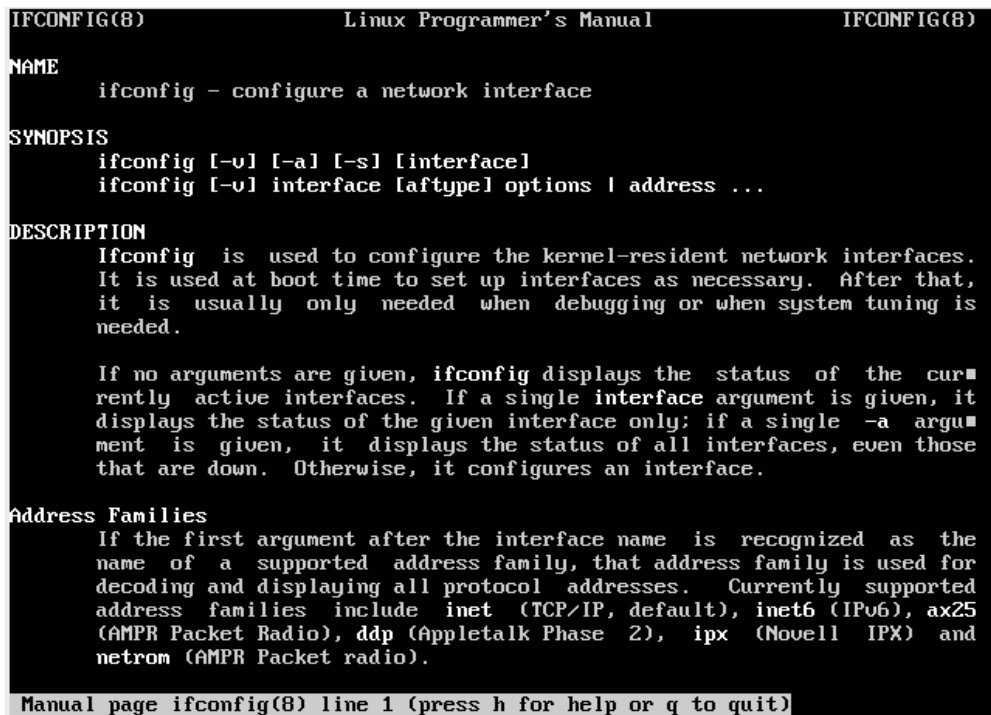 IFCONFIG(8) Linux Programmer's Manual IFCONFIG(8)
NAME
ifconfig - configure a network interface
SYNOPSIS
ifconfig [-v] [-a] [-s] [interface]
ifconfig [-v] interface [aftype] options | address ...
DESCRIPTION
Ifconfig is used to configure the kernel-resident network interfaces.
It is used at boot time to set up interfaces as necessary. After that,
it is usually only needed when debugging or when system tuning is
needed.
If no arguments are given, ifconfig displays the status of the cur■
rently active interfaces. If a single interface argument is given, it
displays the status of the given interface only; if a single -a argu■
ment is given, it displays the status of all interfaces, even those
that are down. Otherwise, it configures an interface.
Address Families
If the first argument after the interface name is recognized as the
name of a supported address family, that address family is used for
decoding and displaying all protocol addresses. Currently supported
address families include inet (TCP/IP, default), inet6 (IPv6), ax25
(AMPR Packet Radio), ddp (Appletalk Phase 2), ipx (Novell IPX) and
netrom (AMPR Packet radio).
Manual page ifconfig(8) line 1 (press h for help or q to quit)